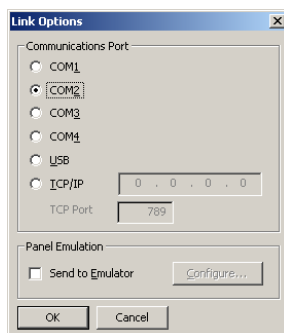 Link Options
Communications Port
COM1
COM2
COM3
COM4
USB
TCP/IP 0 . 0 . 0 . 0
TCP Port 789
Panel Emulation
Send to Emulator Configure...
OK Cancel